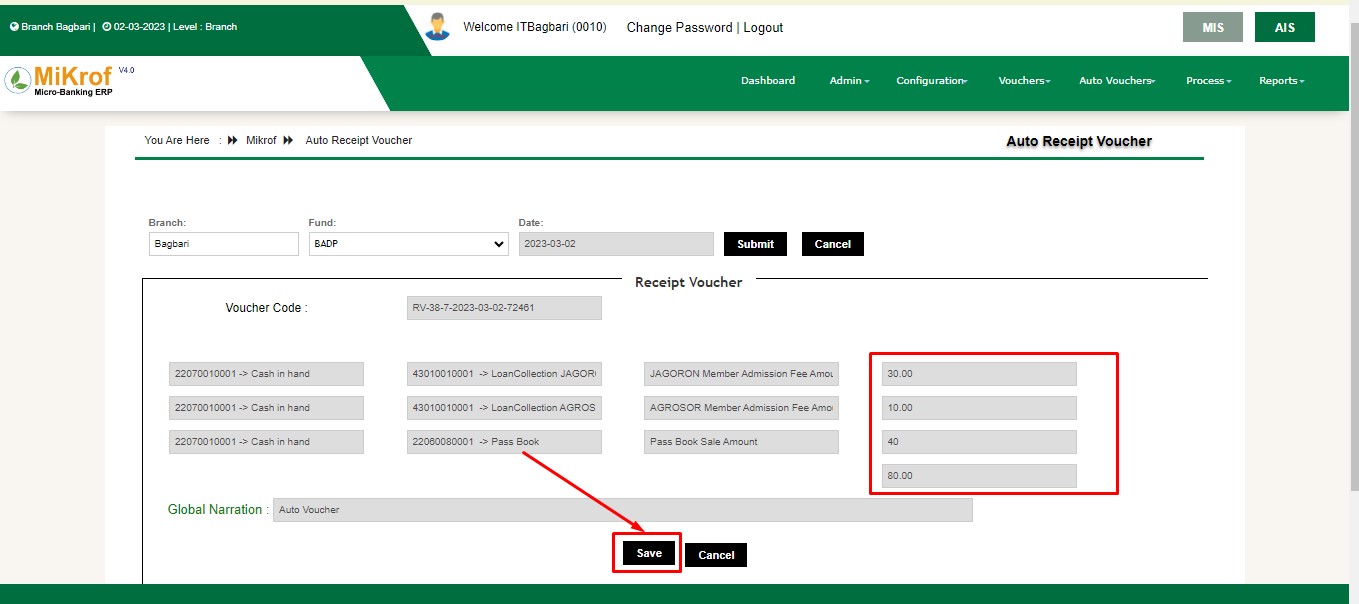 Branch Bagbari | 02-03-2023 | Level : Branch
Welcome ITBagbari (0010) Change Password | Logout
MIS AIS
MiKrof V4.0
Micro-Banking ERP
Dashboard Admin Configuration Vouchers Auto Vouchers Process Reports
You Are Here : Mikrof Auto Receipt Voucher
Auto Receipt Voucher
Branch: Fund: Date:
Bagbari BADP 2023-03-02 Submit Cancel
Receipt Voucher
Voucher Code : RV-38-7-2023-03-02-72461
22070010001 -> Cash in hand 43010010001 -> LoanCollection JAGOR JAGORON Member Admission Fee Amou 30.00
22070010001 -> Cash in hand 43010010001 -> LoanCollection AGROS AGROSOR Member Admission Fee Amo 10.00
22070010001 -> Cash in hand 22060080001 -> Pass Book Pass Book Sale Amount 40
80.00
Global Narration : Auto Voucher
Save Cancel